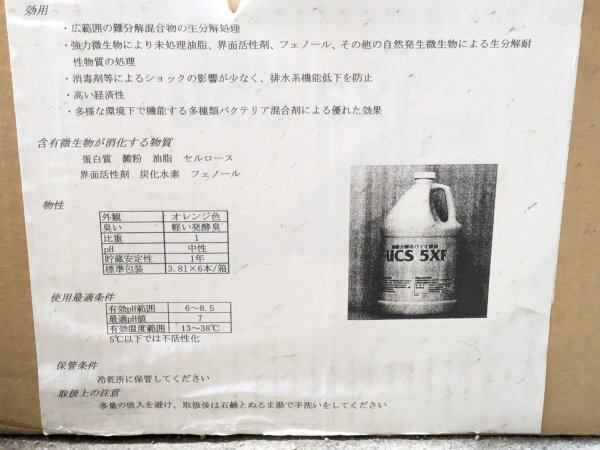 効用
・広範囲の難分解混合物の生分解処理
・強力微生物により未処理油脂、界面活性剤、フェノール、その他の自然発生微生物による生分解耐
性物質の処理
・消毒剤等によるショックの影響が少なく、排水系機能低下を防止
・高い経済性
・多様な環境下で機能する多種類バクテリア混合剤による優れた効果
含有微生物が消化する物質
蛋白質 澱粉 油脂 セルロース
界面活性剤 炭化水素 フェノール
物性
外観 オレンジ色
臭い 軽い発酵臭
比重 1
pH 中性
貯蔵安定性 1年
標準包装 3.81×6本/箱
油脂分解用バイオ製剤
UCS 5XF
使用最適条件
有効pH範囲 6～8.5
最適pH値 7
有効温度範囲 13～38℃
5℃以下では不活性化
保管条件
冷乾所に保管してください
取扱上の注意
多量の吸入を避け、取扱後は石鹸とぬるま湯で手洗いをしてください